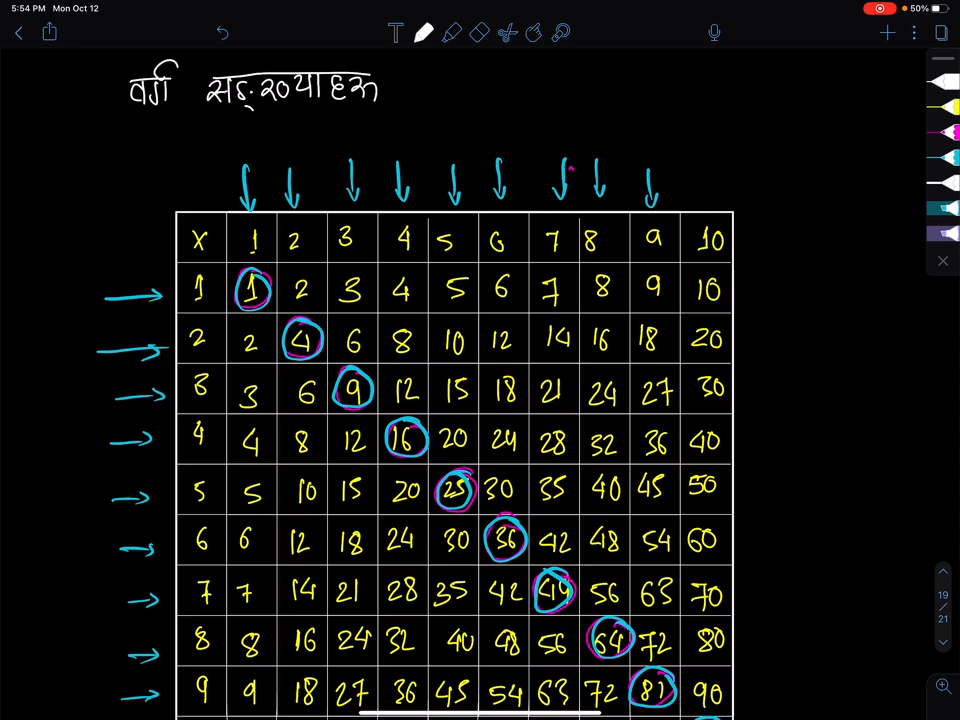 5:54 PM Mon Oct 12 50%
वर्ग सङ्ख्याहरु
X 1 2 3 4 5 6 7 8 9 10
1 1 2 3 4 5 6 7 8 9 10
2 2 4 6 8 10 12 14 16 18 20
3 3 6 9 12 15 18 21 24 27 30
4 4 8 12 16 20 24 28 32 36 40
5 5 10 15 20 25 30 35 40 45 50
6 6 12 18 24 30 36 42 48 54 60
7 7 14 21 28 35 42 49 56 63 70
8 8 16 24 32 40 48 56 64 72 80
9 9 18 27 36 45 54 63 72 81 90
19
/
21